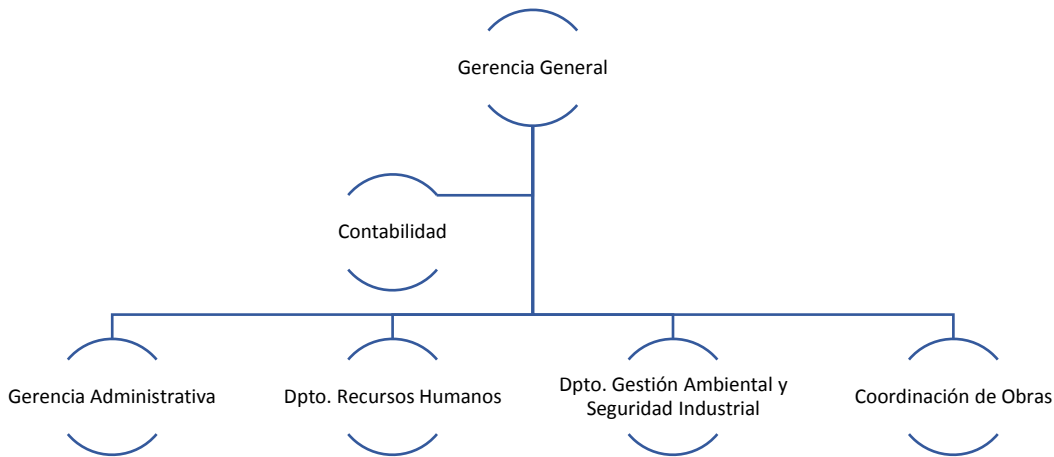 Gerencia General
Contabilidad
Gerencia Administrativa
Dpto. Recursos Humanos
Dpto. Gestión Ambiental y
Seguridad Industrial
Coordinación de Obras